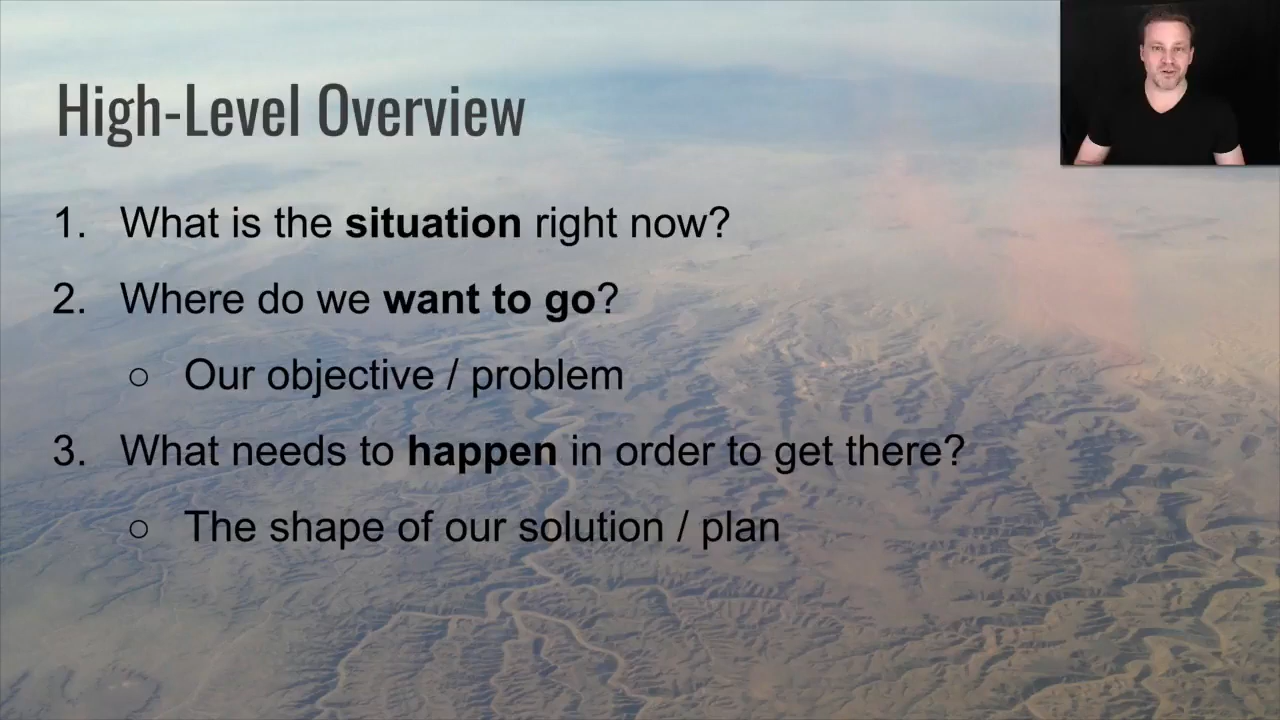 High-Level Overview
1. What is the situation right now?
2. Where do we want to go?
○ Our objective / problem
3. What needs to happen in order to get there?
○ The shape of our solution / plan